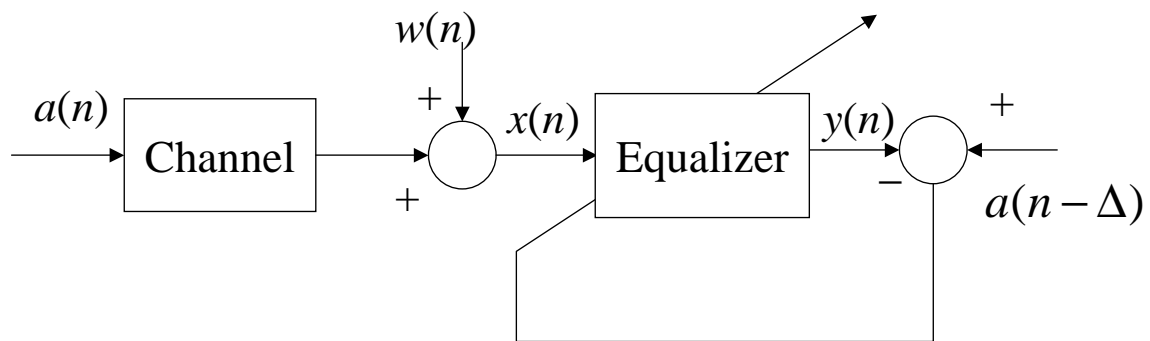 w(n)
a(n)
Channel
+
+
x(n)
Equalizer
y(n)
−
+
a(n − Δ)